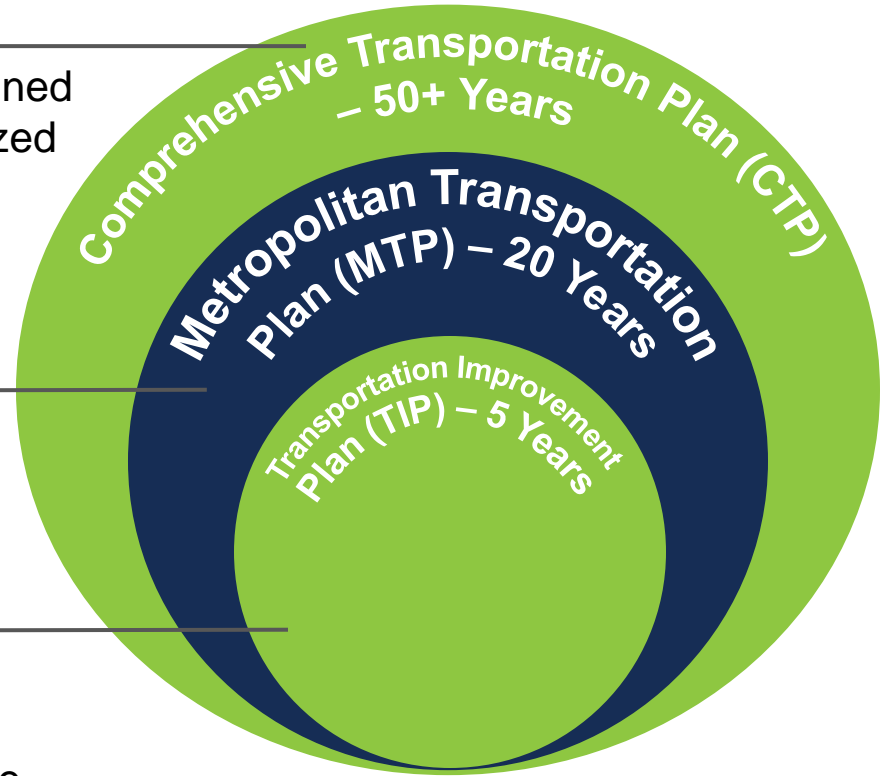 Comprehensive Transportation Plan (CTP)
– 50+ Years
ned
zed
Metropolitan Transportation
Plan (MTP) – 20 Years
Transportation Improvement
Plan (TIP) – 5 Years